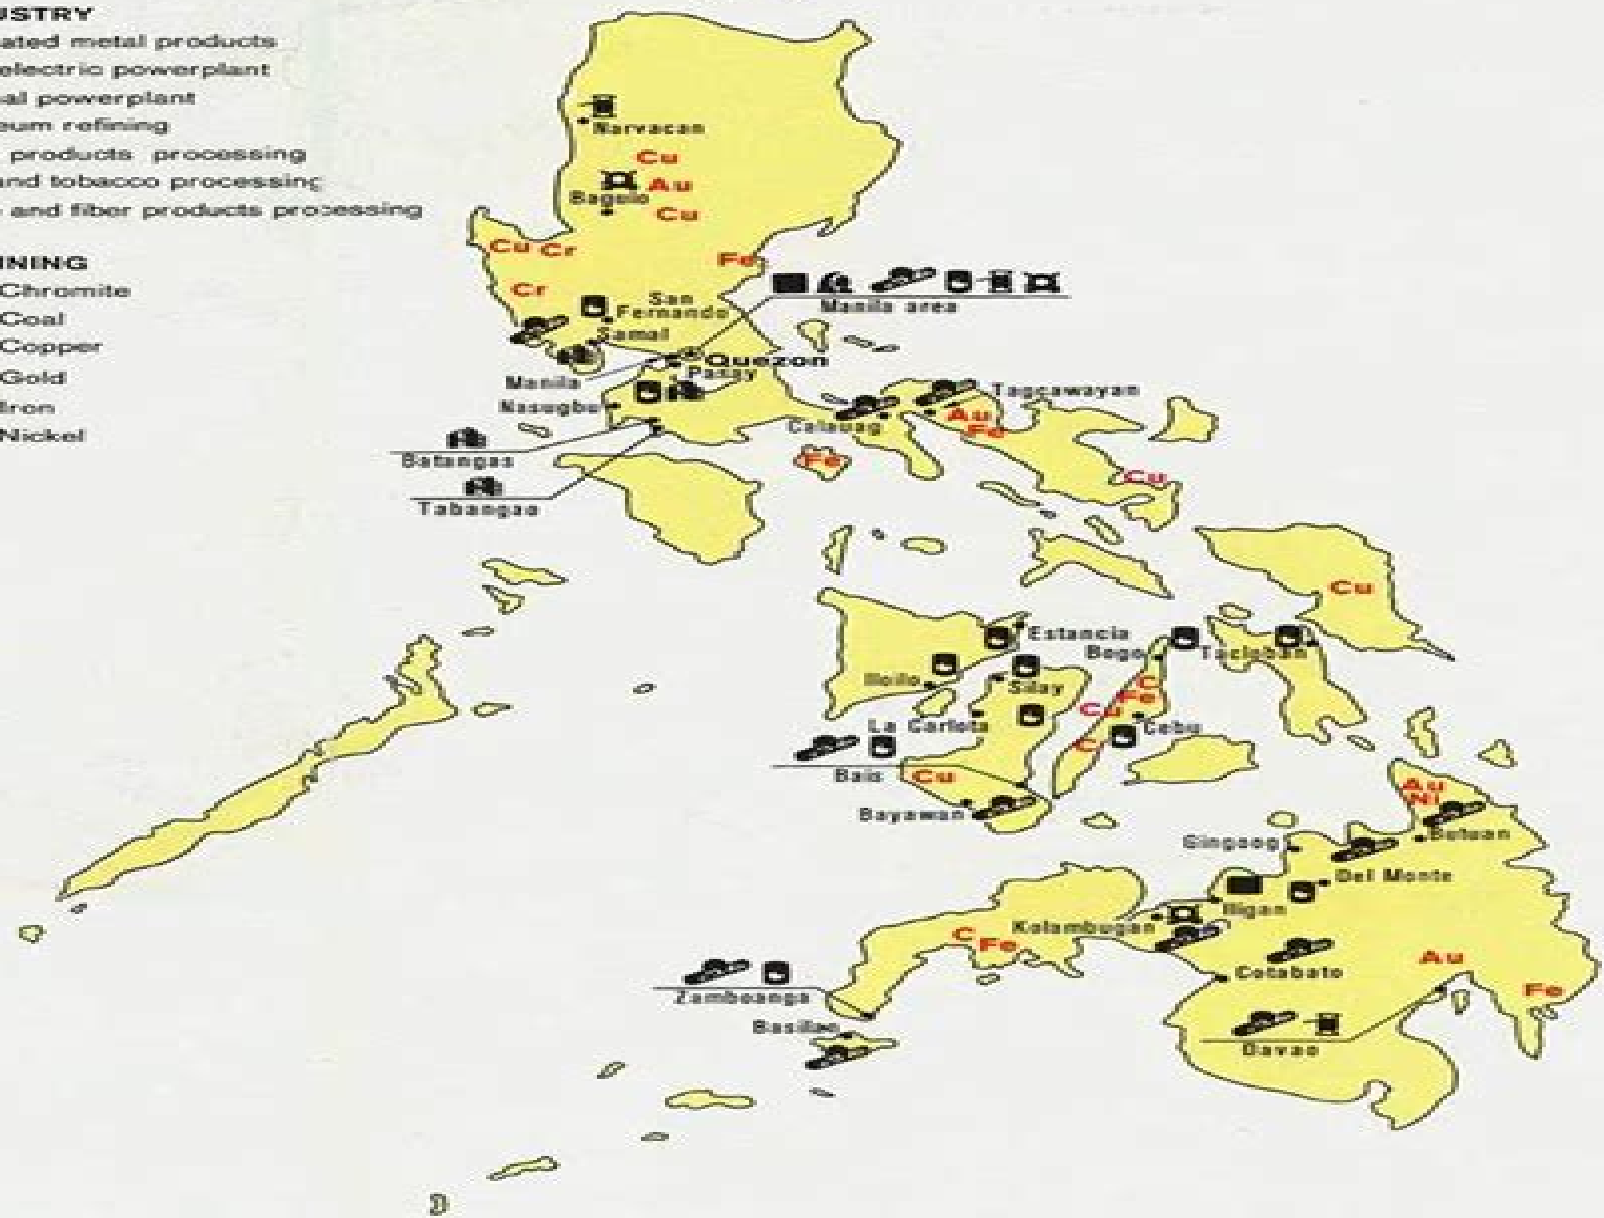 USTRY
ated metal products
electric powerplant
al powerplant
eum refining
products processing
and tobacco processing
and fiber products processing
INING
Chromite
Coal
Copper
Gold
Iron
Nickel
Narvacan
Cu
Au
Baguio
Cu
Cu Cr
Fe
Cr
San
Fernando
Manila area
Samal
Quezon
Pasay
Manila
Nasugbu
Tagcawayan
Au
Fe
Calauag
Batangas
Fe
Cu
Tabangao
Cu
Estancia
Bogo
Tacloban
Iloilo
Silay
C
Fe
Cu
La Carlota
Cebu
C
Bais
Cu
Au
Ni
Bayawan
Butuan
Gingoog
Del Monte
Iligan
Kolambugan
C
Fe
Au
Cotabato
Fe
Zamboanga
Basilan
Davao